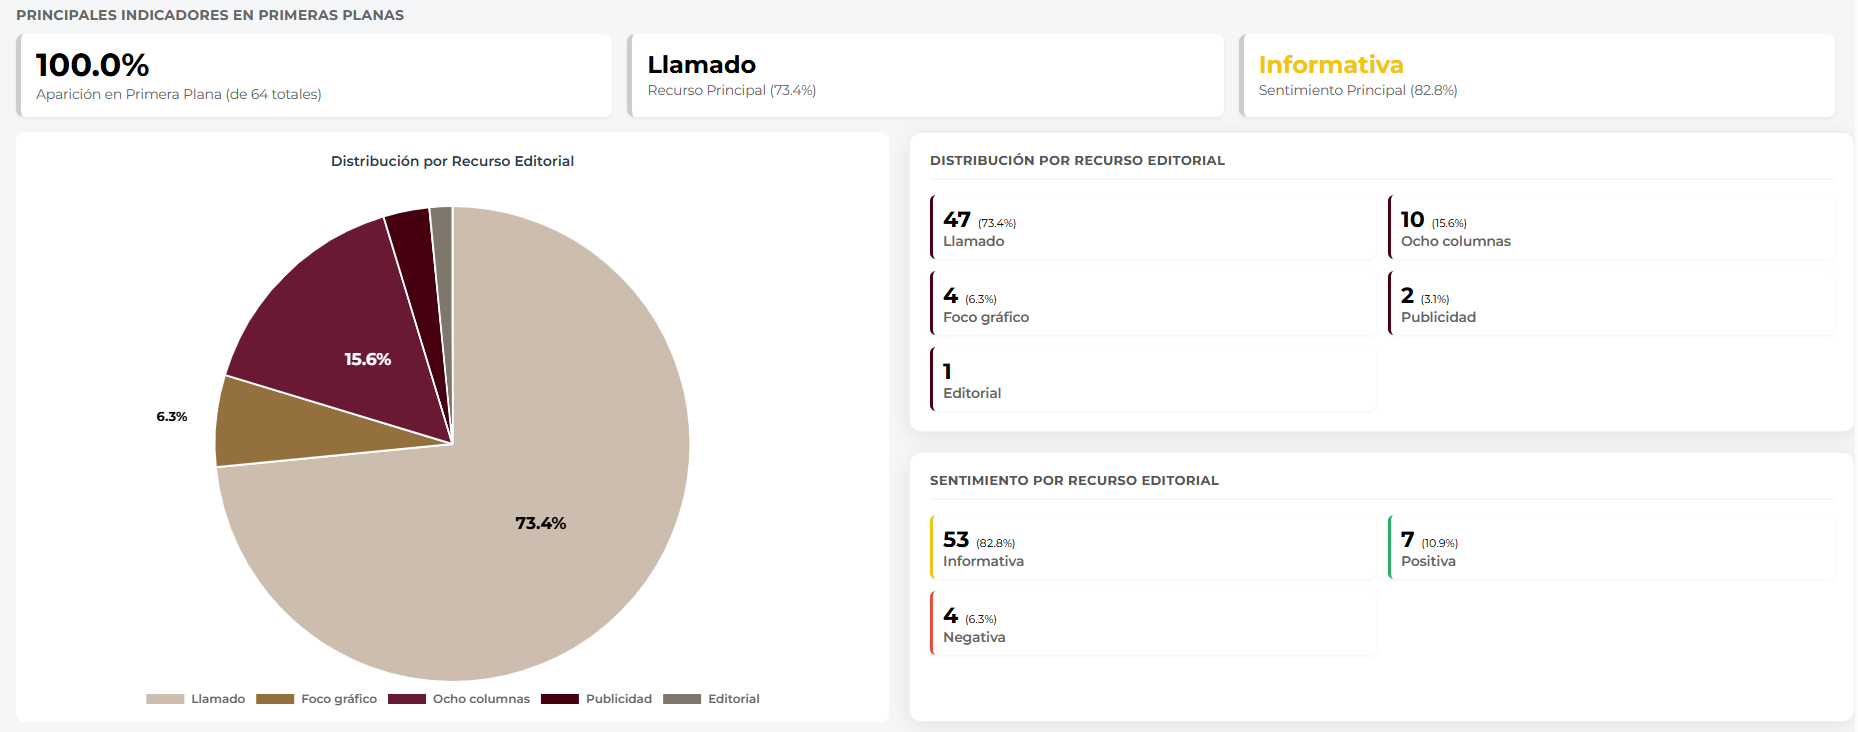 PRINCIPALES INDICADORES EN PRIMERAS PLANAS
100.0%
Aparición en Primera Plana (de 64 totales)
Llamado
Recurso Principal (73.4%)
Informativa
Sentimiento Principal (82.8%)
Distribución por Recurso Editorial
15.6%
6.3%
73.4%
Llamado
Foco gráfico
Ocho columnas
Publicidad
Editorial
DISTRIBUCIÓN POR RECURSO EDITORIAL
47 (73.4%)
Llamado
10 (15.6%)
Ocho columnas
4 (6.3%)
Foco gráfico
2 (3.1%)
Publicidad
1
Editorial
SENTIMIENTO POR RECURSO EDITORIAL
53 (82.8%)
Informativa
7 (10.9%)
Positiva
4 (6.3%)
Negativa